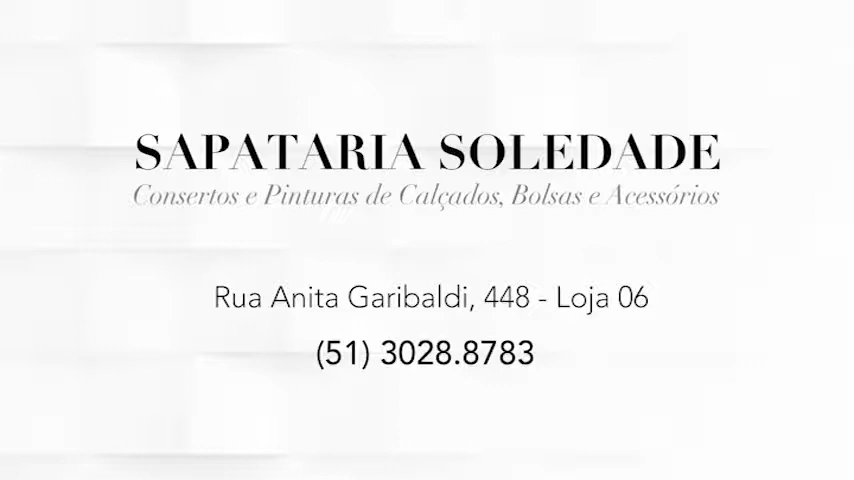 SAPATARIA SOLEDADE
Consertos e Pinturas de Calçados, Bolsas e Acessórios
Rua Anita Garibaldi, 448 - Loja 06
(51) 3028.8783